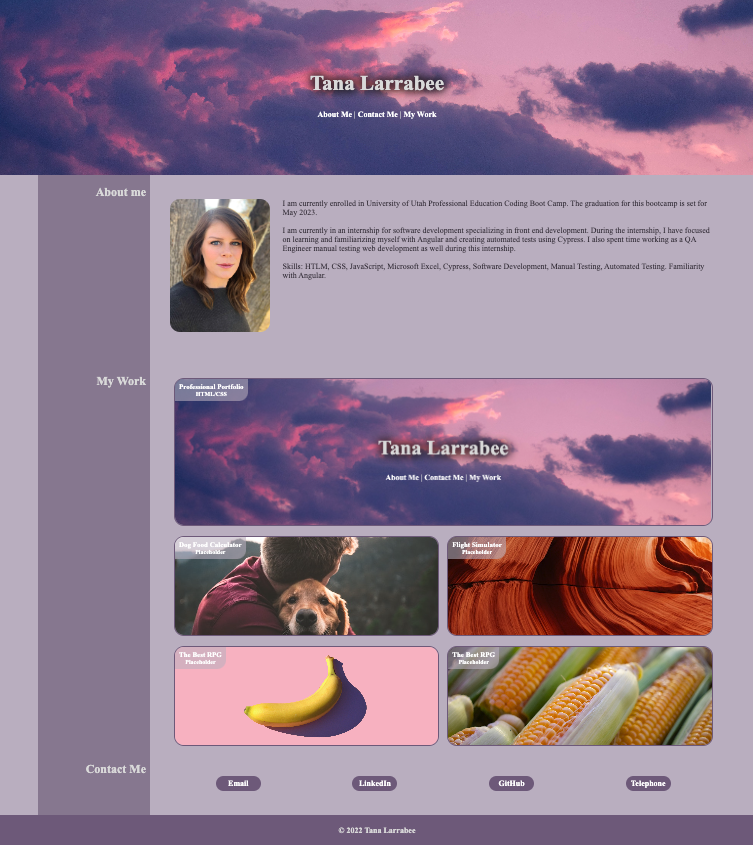 Tana Larrabee
About Me | Contact Me | My Work
About me
I am currently enrolled in University of Utah Professional Education Coding Boot Camp. The graduation for this bootcamp is set for
May 2023.
I am currently in an internship for software development specializing in front end development. During the internship, I have focused
on learning and familiarizing myself with Angular and creating automated tests using Cypress. I also spent time working as a QA
Engineer manual testing web development as well during this internship.
Skills: HTLM, CSS, JavaScript, Microsoft Excel, Cypress, Software Development, Manual Testing, Automated Testing. Familiarity
with Angular.
My Work
Professional Portfolio
HTML/CSS
Tana Larrabee
About Me | Contact Me | My Work
Dog Food Calculator
Placeholder
Flight Simulator
Placeholder
The Best RPG
Placeholder
The Best RPG
Placeholder
Contact Me
Email
LinkedIn
GitHub
Telephone
© 2022 Tana Larrabee